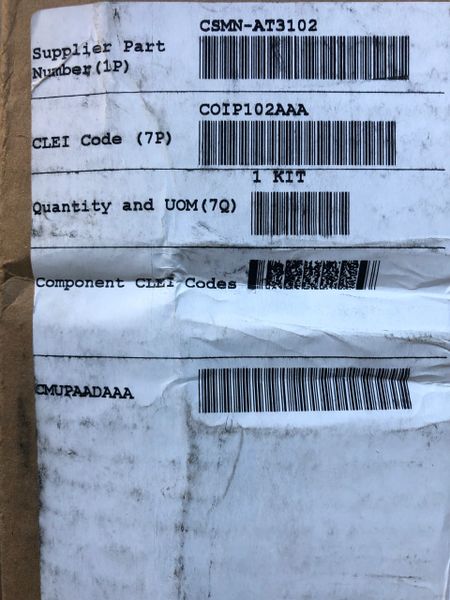 CSMN-AT3102
Supplier Part
Number(1P)
COIP102AAA
CLEI Code (7P)
1 KIT
Quantity and UOM(7Q)
Component CLEI Codes
CMUPAADAAA